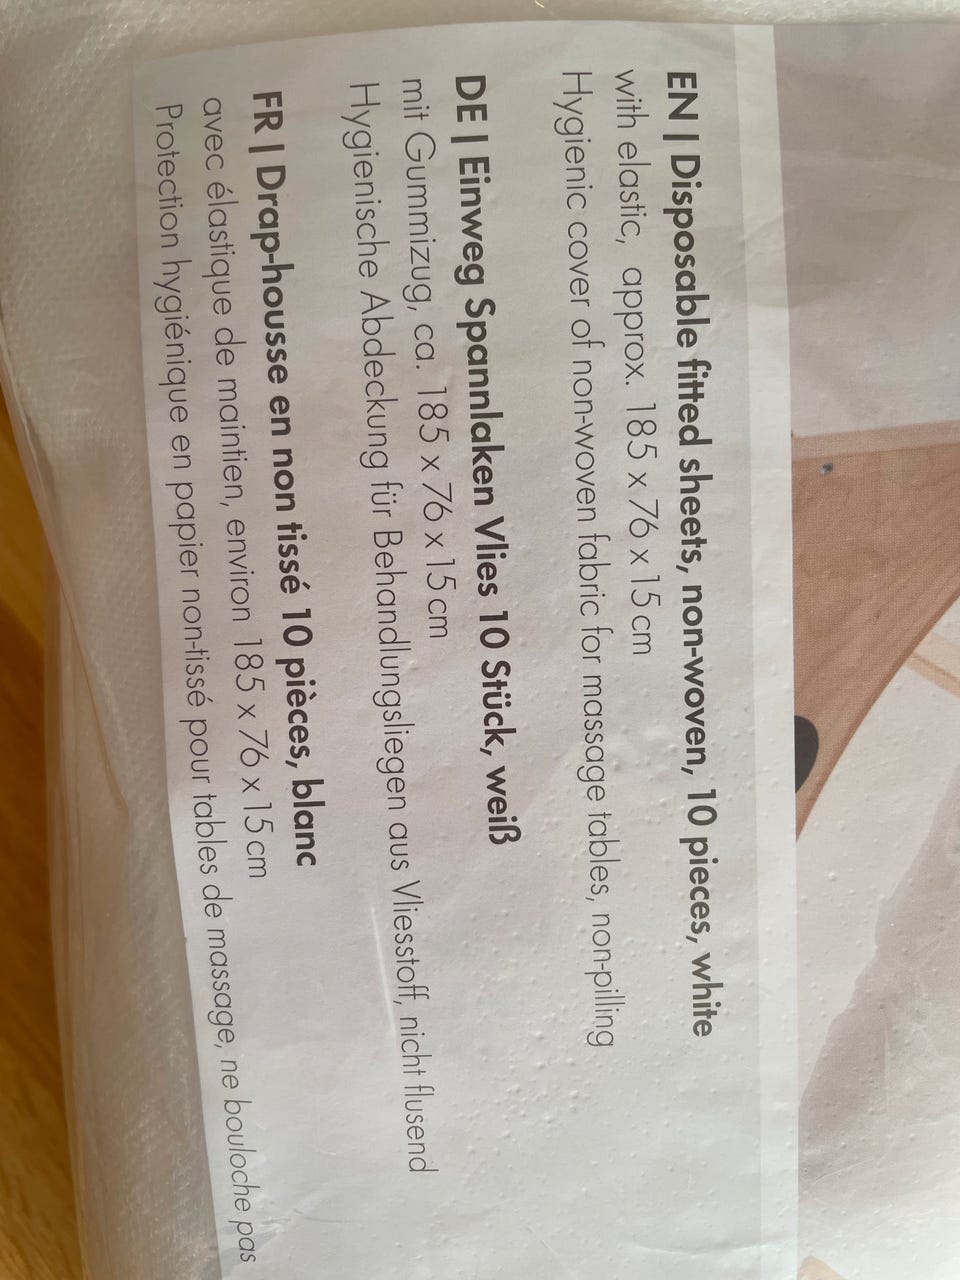 EN | Disposable fitted sheets, non-woven, 10 pieces, white
with elastic, approx. 185 x 76 x 15 cm
Hygienic cover of non-woven fabric for massage tables, non-pilling
DE | Einweg Spannlaken Vlies 10 Stück, weiß
mit Gummizug, ca. 185 x 76 x 15 cm
Hygienische Abdeckung für Behandlungsliegen aus Vliesstoff, nicht flusend
FR | Drap-housse en non tissé 10 pièces, blanc
avec élastique de maintien, environ 185 x 76 x 15 cm
Protection hygiénique en papier non-tissé pour tables de massage, ne bouloche pas